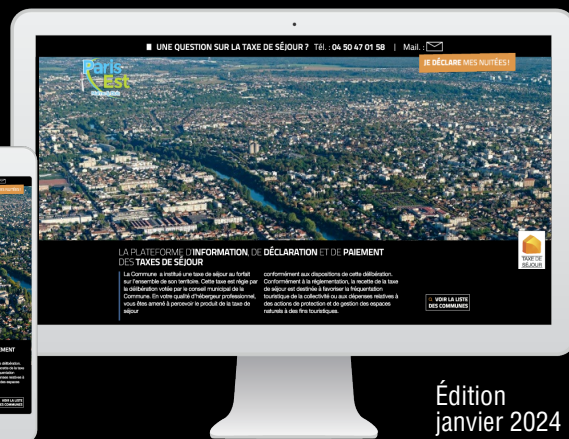 UNE QUESTION SUR LA TAXE DE SÉJOUR ? Tél. : 04 50 47 01 58 | Mail. :
JE DÉCLARE MES NUITÉES !
Paris
Est
LA PLATEFORME D'INFORMATION, DE DÉCLARATION ET DE PAIEMENT
DES TAXES DE SÉJOUR
La Commune a institué une taxe de séjour au forfait
sur l'ensemble de son territoire. Cette taxe est régie par
la délibération votée par le conseil municipal de la
Commune. En votre qualité d'hébergeur professionnel,
vous êtes amené à percevoir le produit de la taxe de
séjour
conformément aux dispositions de cette délibération.
Conformément à la réglementation, la recette de la taxe
de séjour est destinée à favoriser la fréquentation
touristique de la collectivité ou aux dépenses relatives à
des actions de protection et de gestion des espaces
naturels à des fins touristiques.
TAXE DE
SÉJOUR
VOIR LA LISTE
DES COMMUNES
VOIR LA LISTE
DES COMMUNES
Édition
janvier 2024